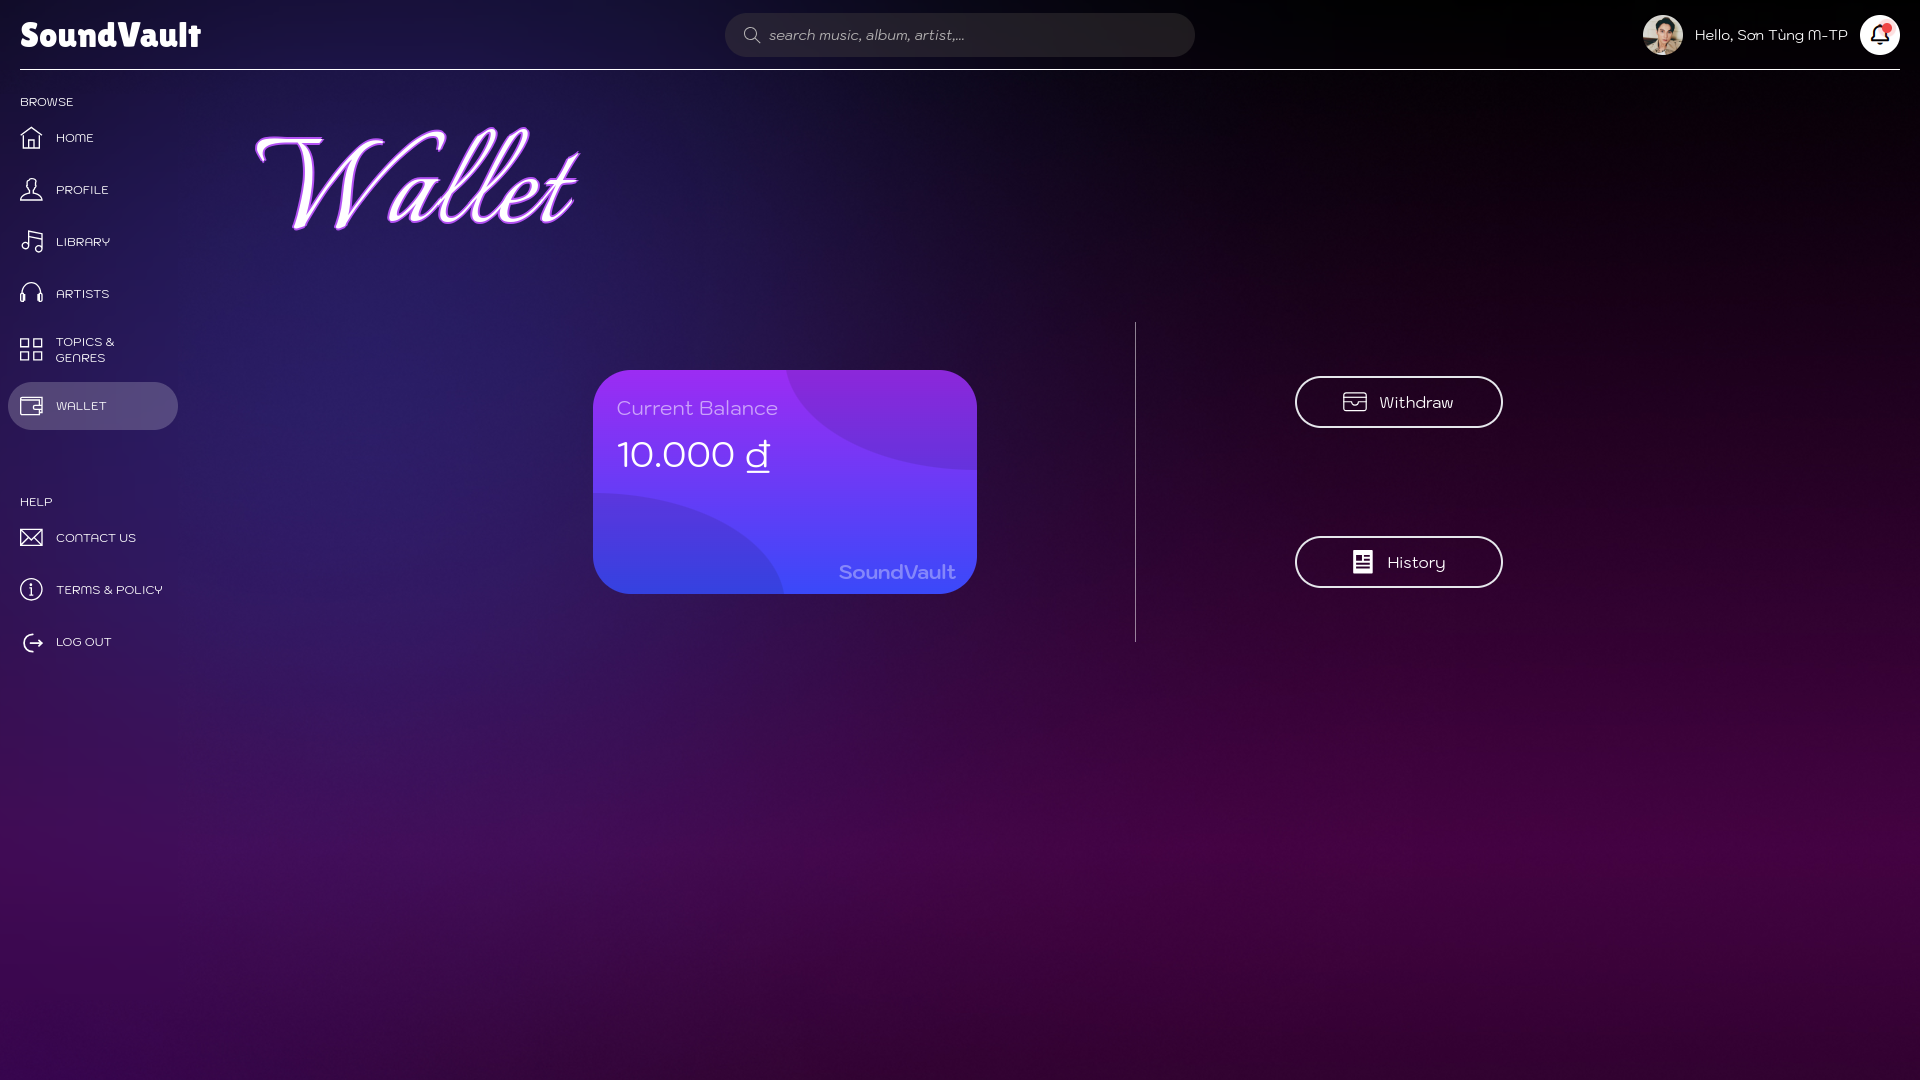 SoundVault
search music, album, artist,...
Hello, Sơn Tùng M-TP
BROWSE
HOME
PROFILE
LIBRARY
ARTISTS
TOPICS &
GENRES
WALLET
HELP
CONTACT US
TERMS & POLICY
LOG OUT
Wallet
Current Balance
10.000 ₫
SoundVault
Withdraw
History